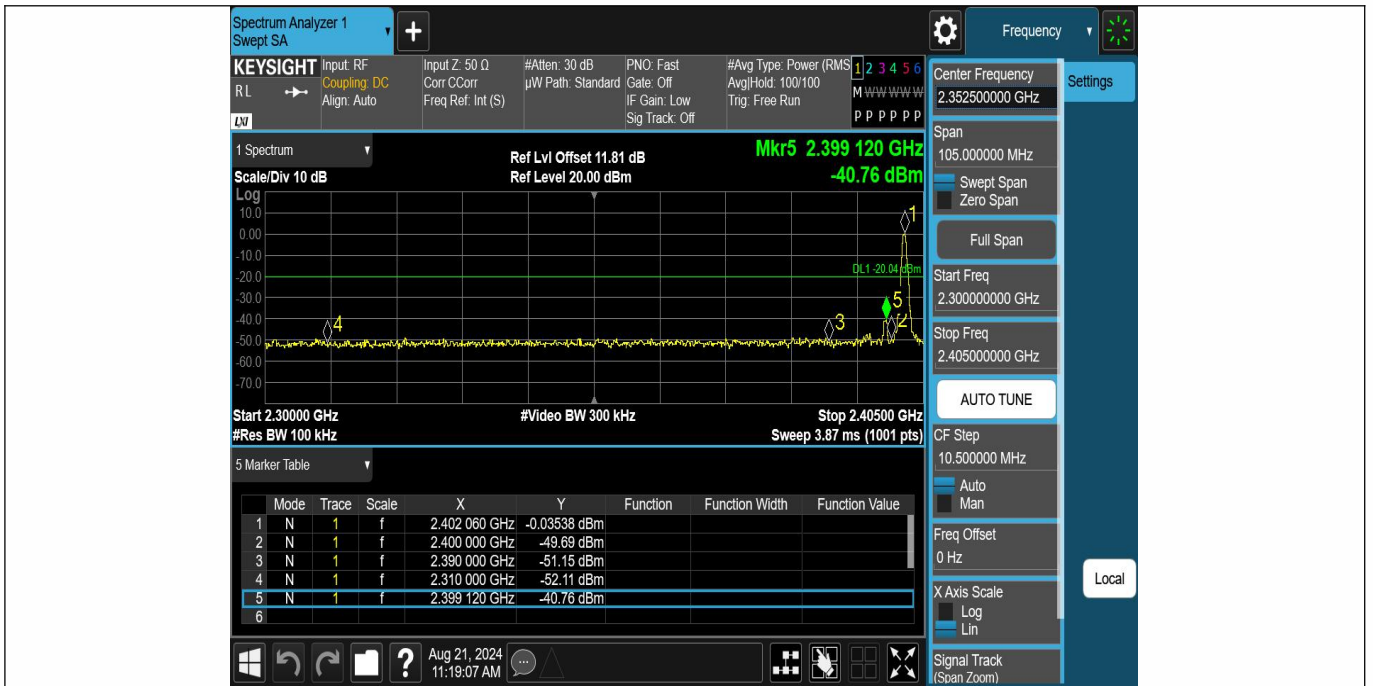 Spectrum Analyzer 1
Swept SA
+
Frequency
KEYSIGHT Input: RF Input Z: 50 Ω #Atten: 30 dB PNO: Fast #Avg Type: Power (RMS 1 2 3 4 5 6
RL Coupling: DC Corr CCorr µW Path: Standard Gate: Off Avg|Hold: 100/100 M W W W W W
Align: Auto Freq Ref: Int (S) IF Gain: Low Trig: Free Run
LXI Sig Track: Off P P P P P P
1 Spectrum
Ref Lvl Offset 11.81 dB Mkr5 2.399 120 GHz
Scale/Div 10 dB Ref Level 20.00 dBm -40.76 dBm
Log
10.0
0.00
-10.0
-20.0
-30.0
-40.0
-50.0
-60.0
-70.0
1
DL1 -20.04 dBm
5
4
3
2
Start 2.30000 GHz #Video BW 300 kHz Stop 2.40500 GHz
#Res BW 100 kHz Sweep 3.87 ms (1001 pts)
5 Marker Table
Mode Trace Scale X Y Function Function Width Function Value
1 N 1 f 2.402 060 GHz -0.03538 dBm
2 N 1 f 2.400 000 GHz -49.69 dBm
3 N 1 f 2.390 000 GHz -51.15 dBm
4 N 1 f 2.310 000 GHz -52.11 dBm
5 N 1 f 2.399 120 GHz -40.76 dBm
6
?
Aug 21, 2024
11:19:07 AM
Center Frequency
2.352500000 GHz
Settings
Span
105.000000 MHz
Swept Span
Zero Span
Full Span
Start Freq
2.300000000 GHz
Stop Freq
2.405000000 GHz
AUTO TUNE
CF Step
10.500000 MHz
Auto
Man
Freq Offset
0 Hz
X Axis Scale
Log
Lin
Local
Signal Track
(Span Zoom)